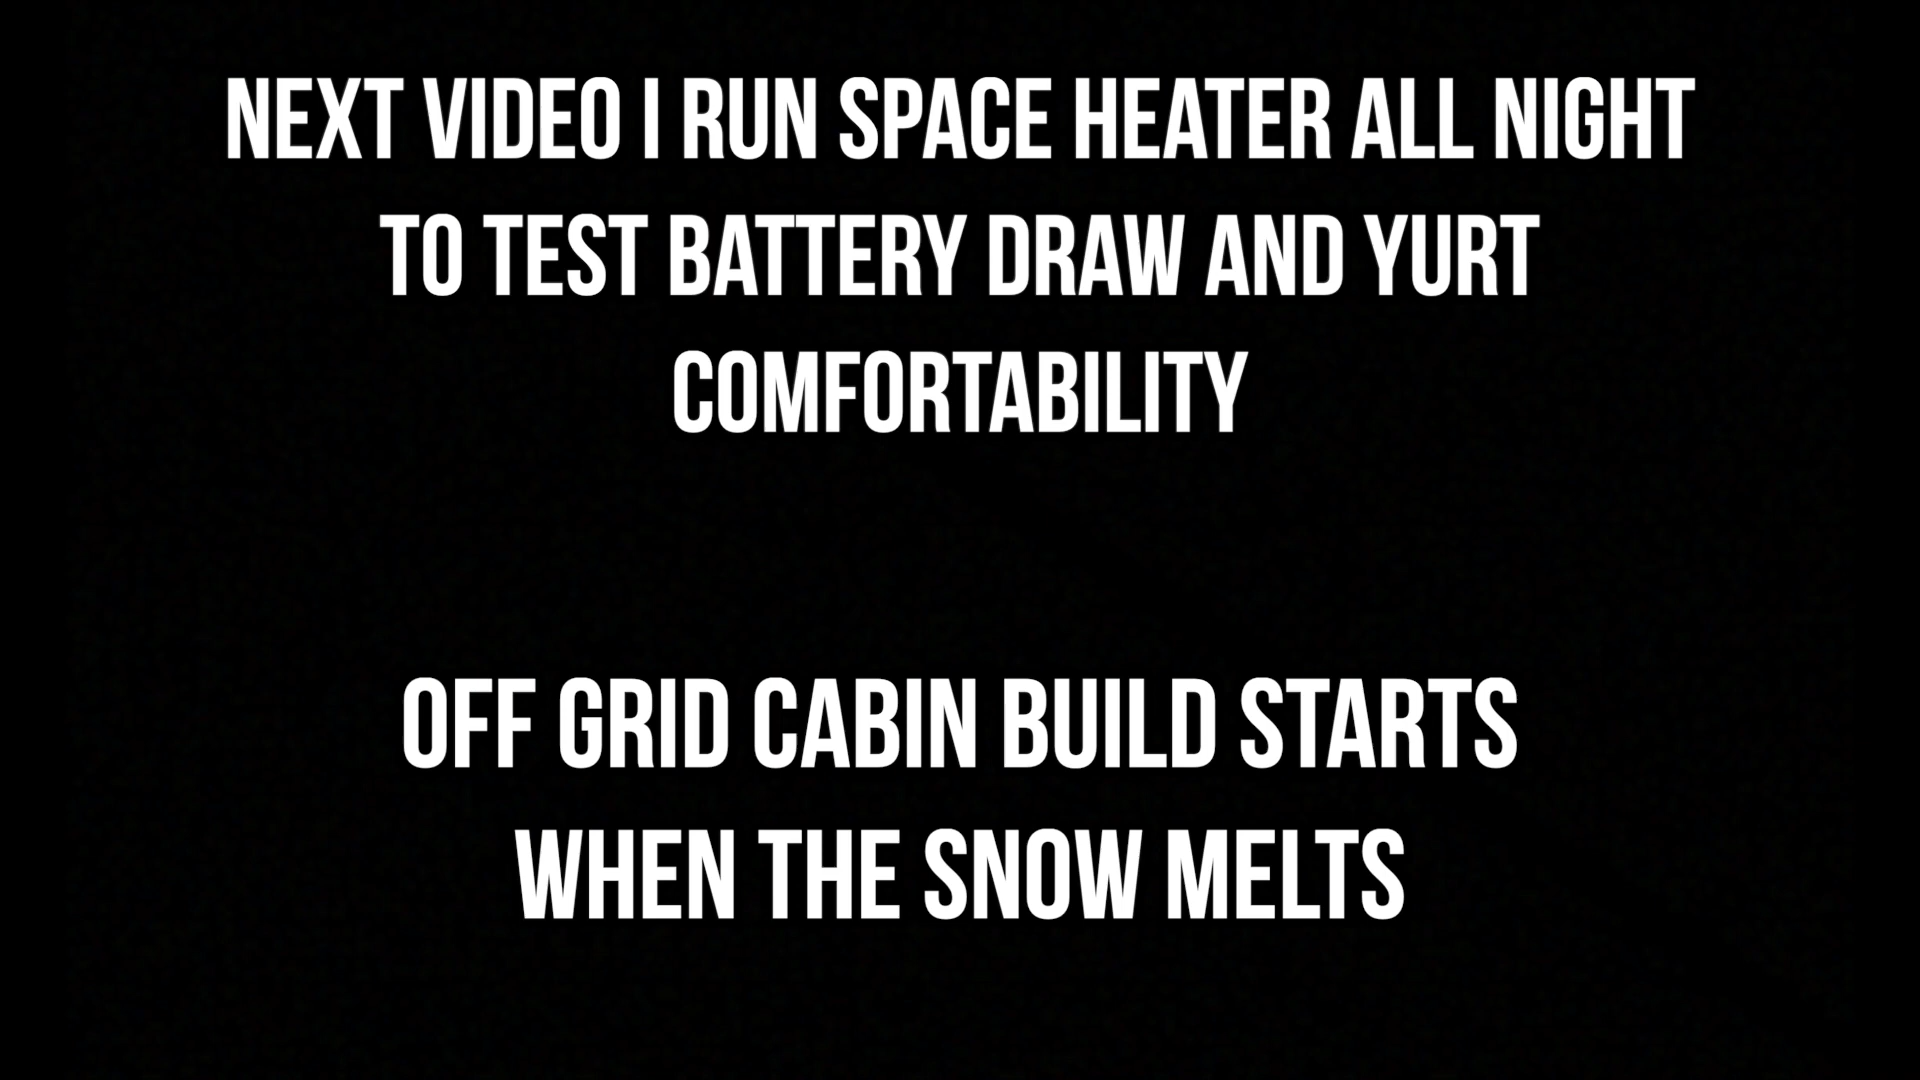 NEXT VIDEO I RUN SPACE HEATER ALL NIGHT
TO TEST BATTERY DRAW AND YURT
COMFORTABILITY
OFF GRID CABIN BUILD STARTS
WHEN THE SNOW MELTS